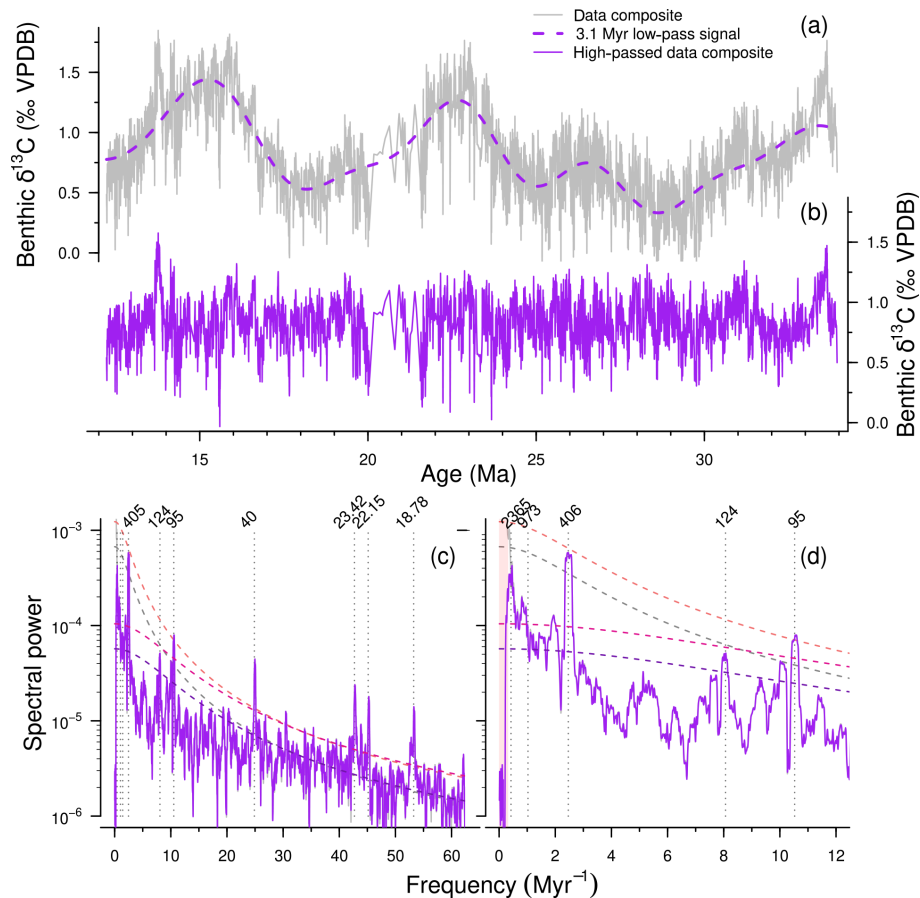 Data composite
3.1 Myr low-pass signal
High-passed data composite
(a)
Benthic δ¹³C (‰ VPDB)
1.5
1.0
0.5
0.0
(b)
1.5
1.0
0.5
0.0
Benthic δ¹³C (‰ VPDB)
15 20 25 30
Age (Ma)
405 124 95 40 23.42 22.15 18.78
(c)
10⁻³
10⁻⁴
10⁻⁵
10⁻⁶
Spectral power
0 10 20 30 40 50 60
2365 973 406 124 95
(d)
0 2 4 6 8 10 12
Frequency (Myr⁻¹)